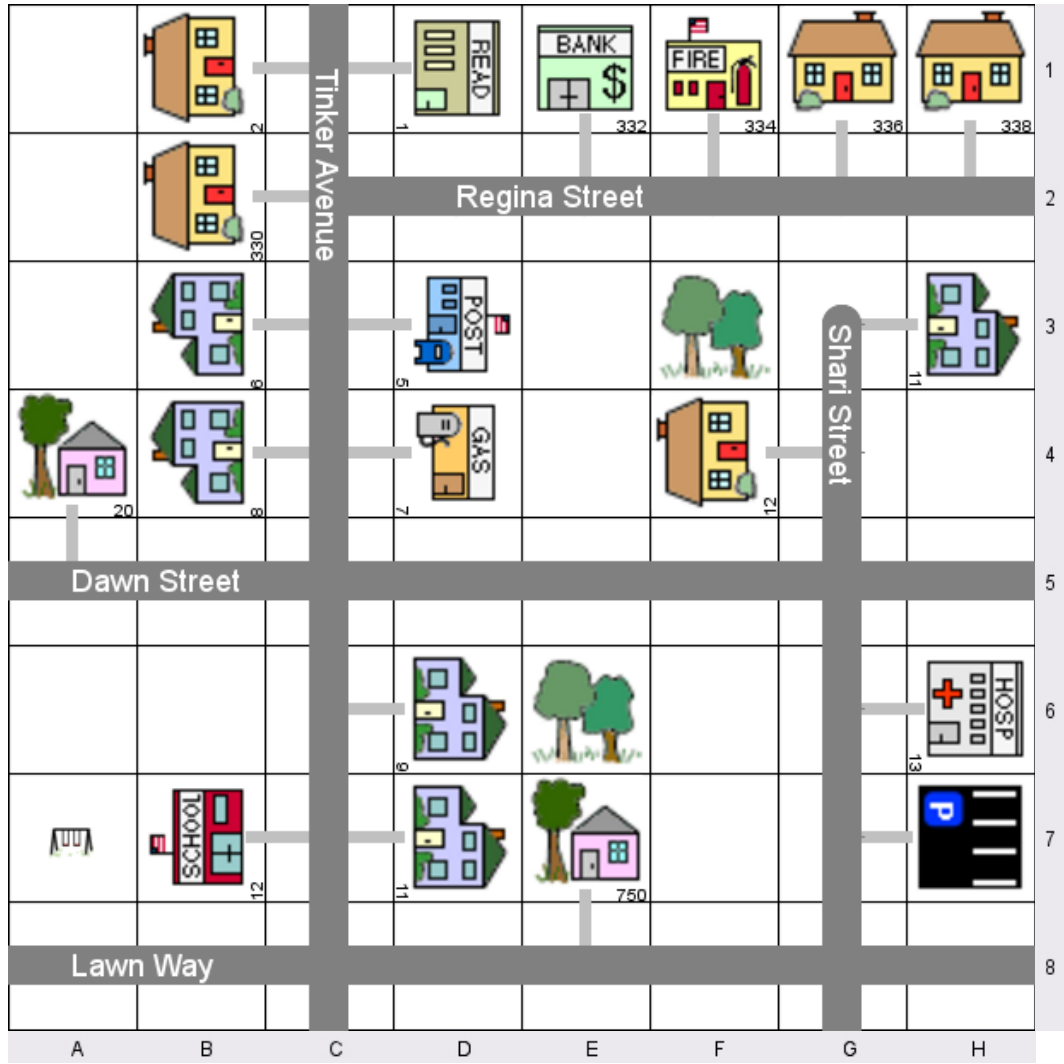 READ
BANK
$
FIRE
1
2
1
332
334
336
338
Tinker Avenue
Regina Street
2
330
POST
3
6
5
11
Shari Street
GAS
4
20
8
7
12
Dawn Street
5
HOSP
6
9
13
SCHOOL
P
7
12
11
750
Lawn Way
8
A B C D E F G H